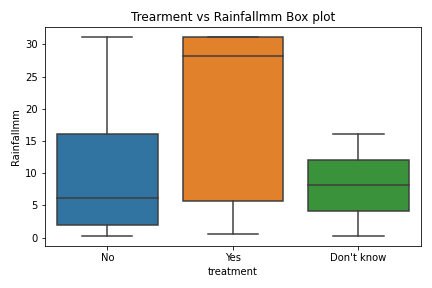 Trearment vs Rainfallmm Box plot
30
25
20
15
10
5
0
Rainfallmm
No
Yes
Don't know
treatment